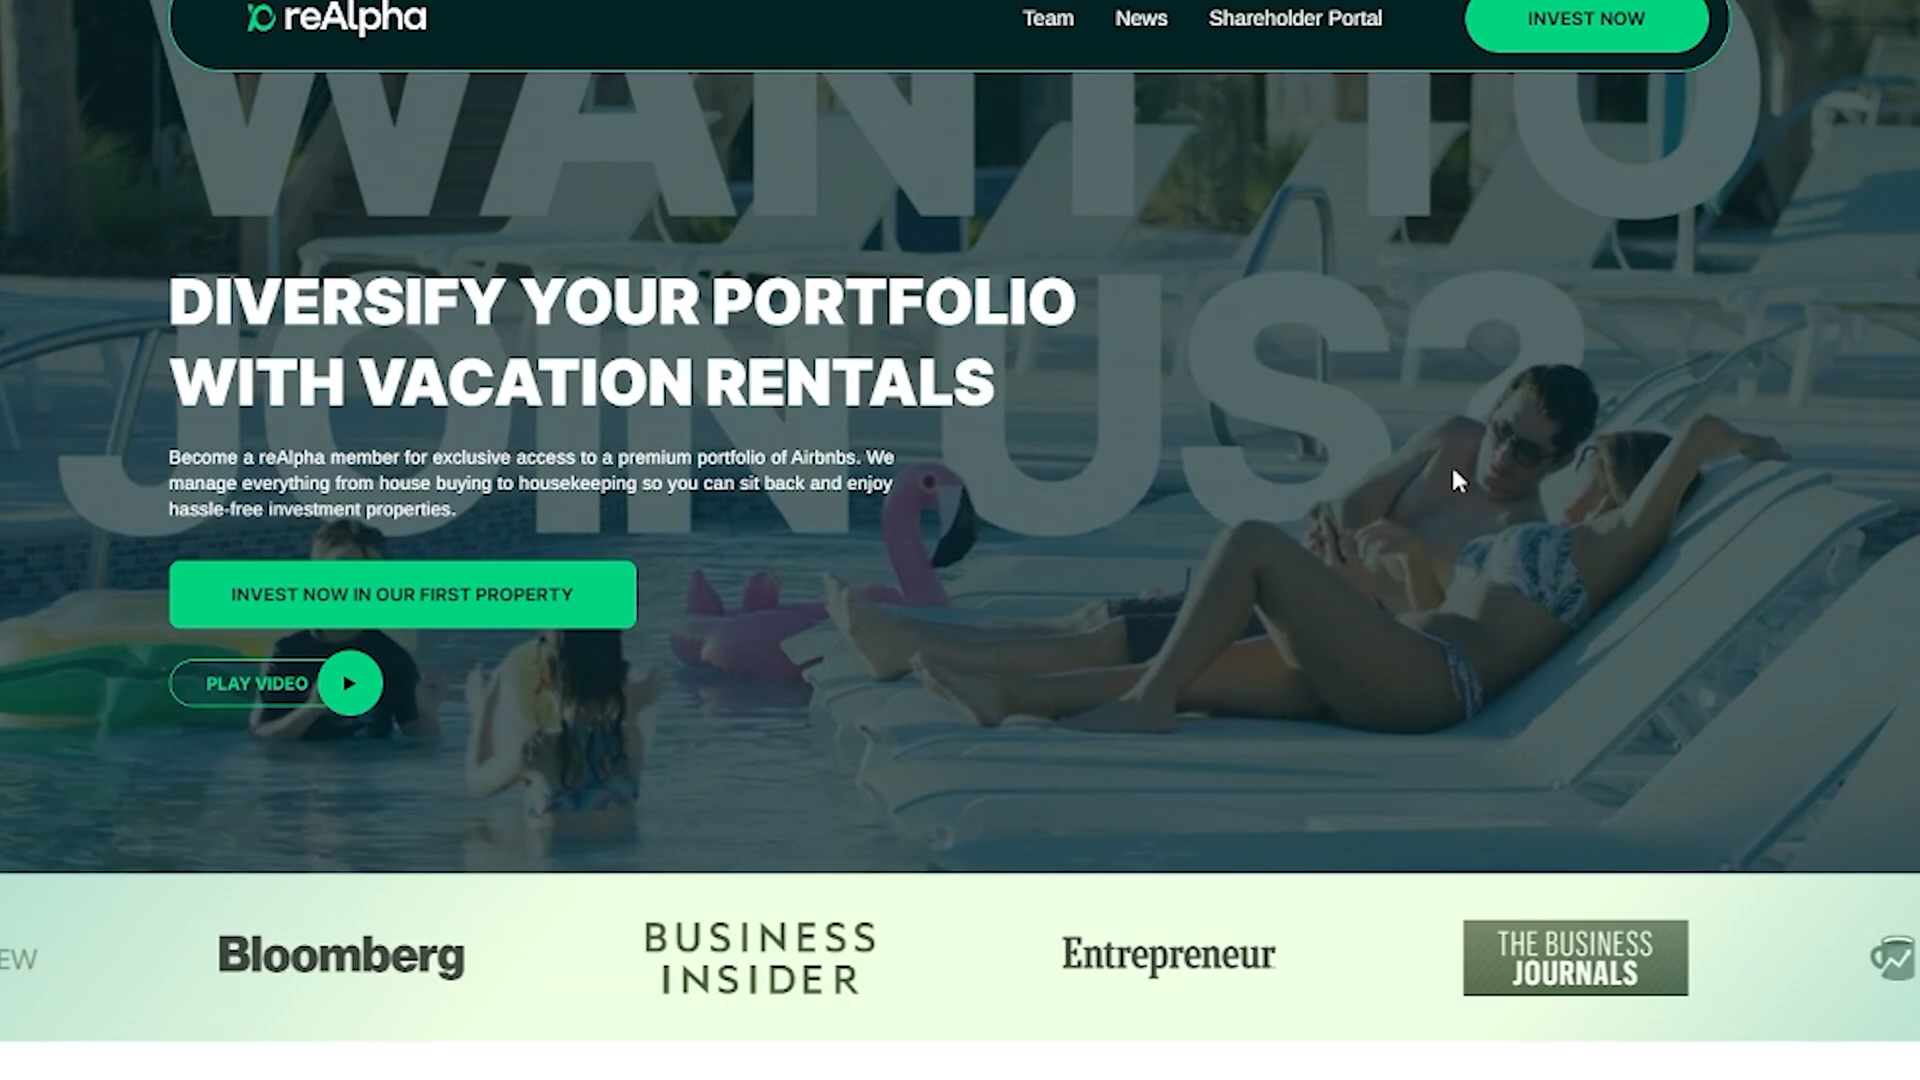 reAlpha
Team
News
Shareholder Portal
INVEST NOW
WANT TO
JOIN US?
DIVERSIFY YOUR PORTFOLIO
WITH VACATION RENTALS
Become a reAlpha member for exclusive access to a premium portfolio of Airbnbs. We
manage everything from house buying to housekeeping so you can sit back and enjoy
hassle-free investment properties.
INVEST NOW IN OUR FIRST PROPERTY
PLAY VIDEO
Bloomberg
BUSINESS
INSIDER
Entrepreneur
THE BUSINESS
JOURNALS